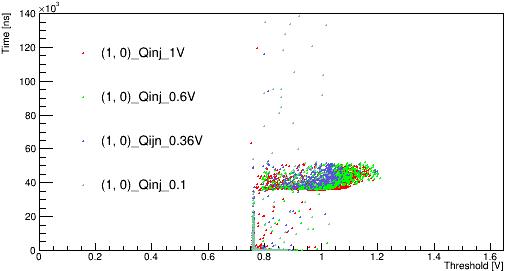 ×10³
Time [ns]
140
120
100
80
60
40
20
0
(1, 0)_Qinj_1V
(1, 0)_Qinj_0.6V
(1, 0)_Qijn_0.36V
(1, 0)_Qinj_0.1
0 0.2 0.4 0.6 0.8 1.0 1.2 1.4 1.6
Threshold [V]